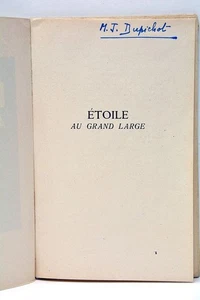 M. J. Dupichot
ÉTOILE
AU GRAND LARGE